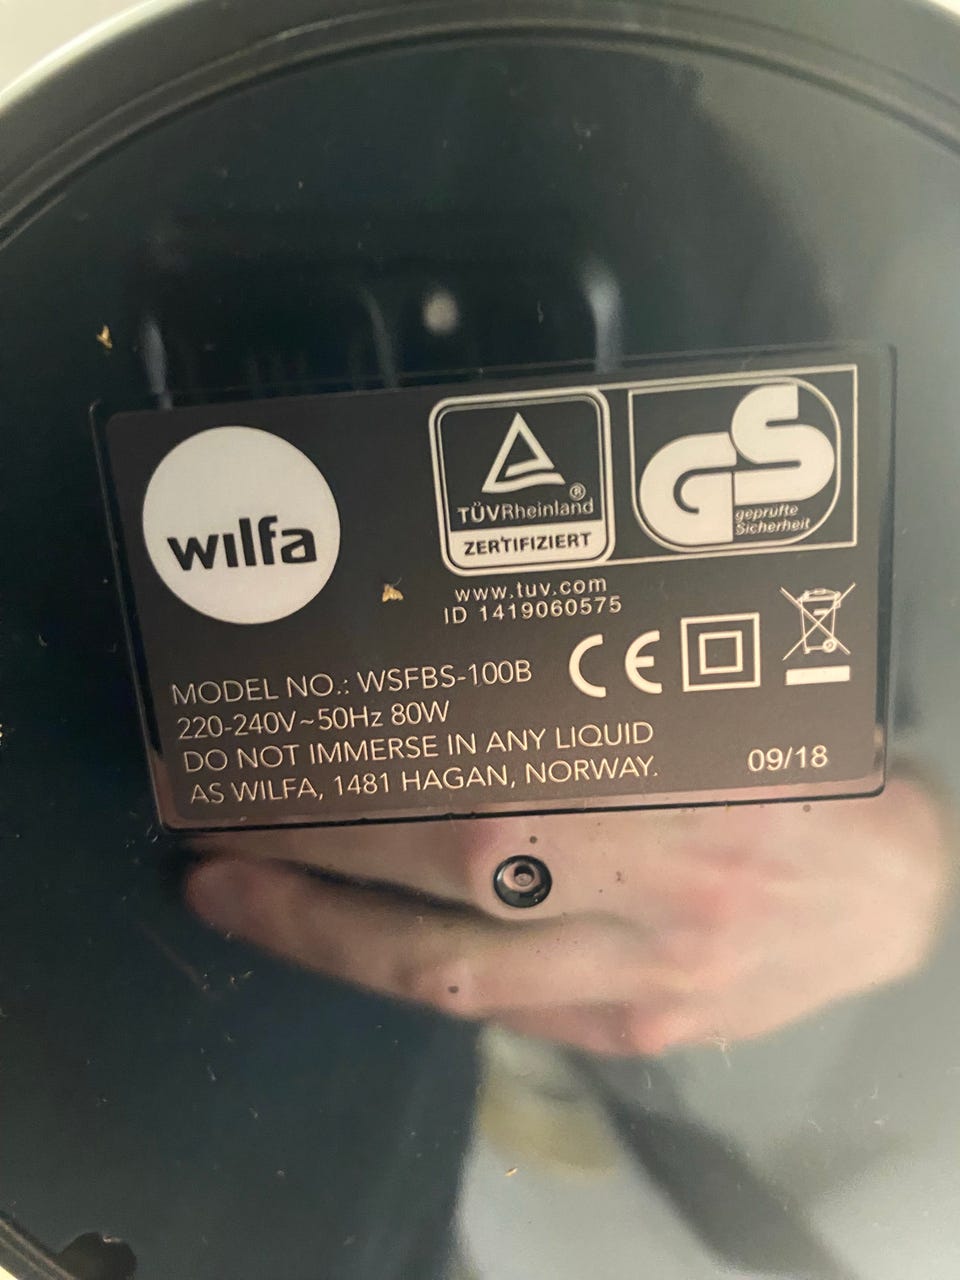 wilfa
TÜVRheinland®
ZERTIFIZIERT
GS
geprüfte
Sicherheit
www.tuv.com
ID 1419060575
CE
MODEL NO.: WSFBS-100B
220-240V~50Hz 80W
DO NOT IMMERSE IN ANY LIQUID
AS WILFA, 1481 HAGAN, NORWAY.
09/18